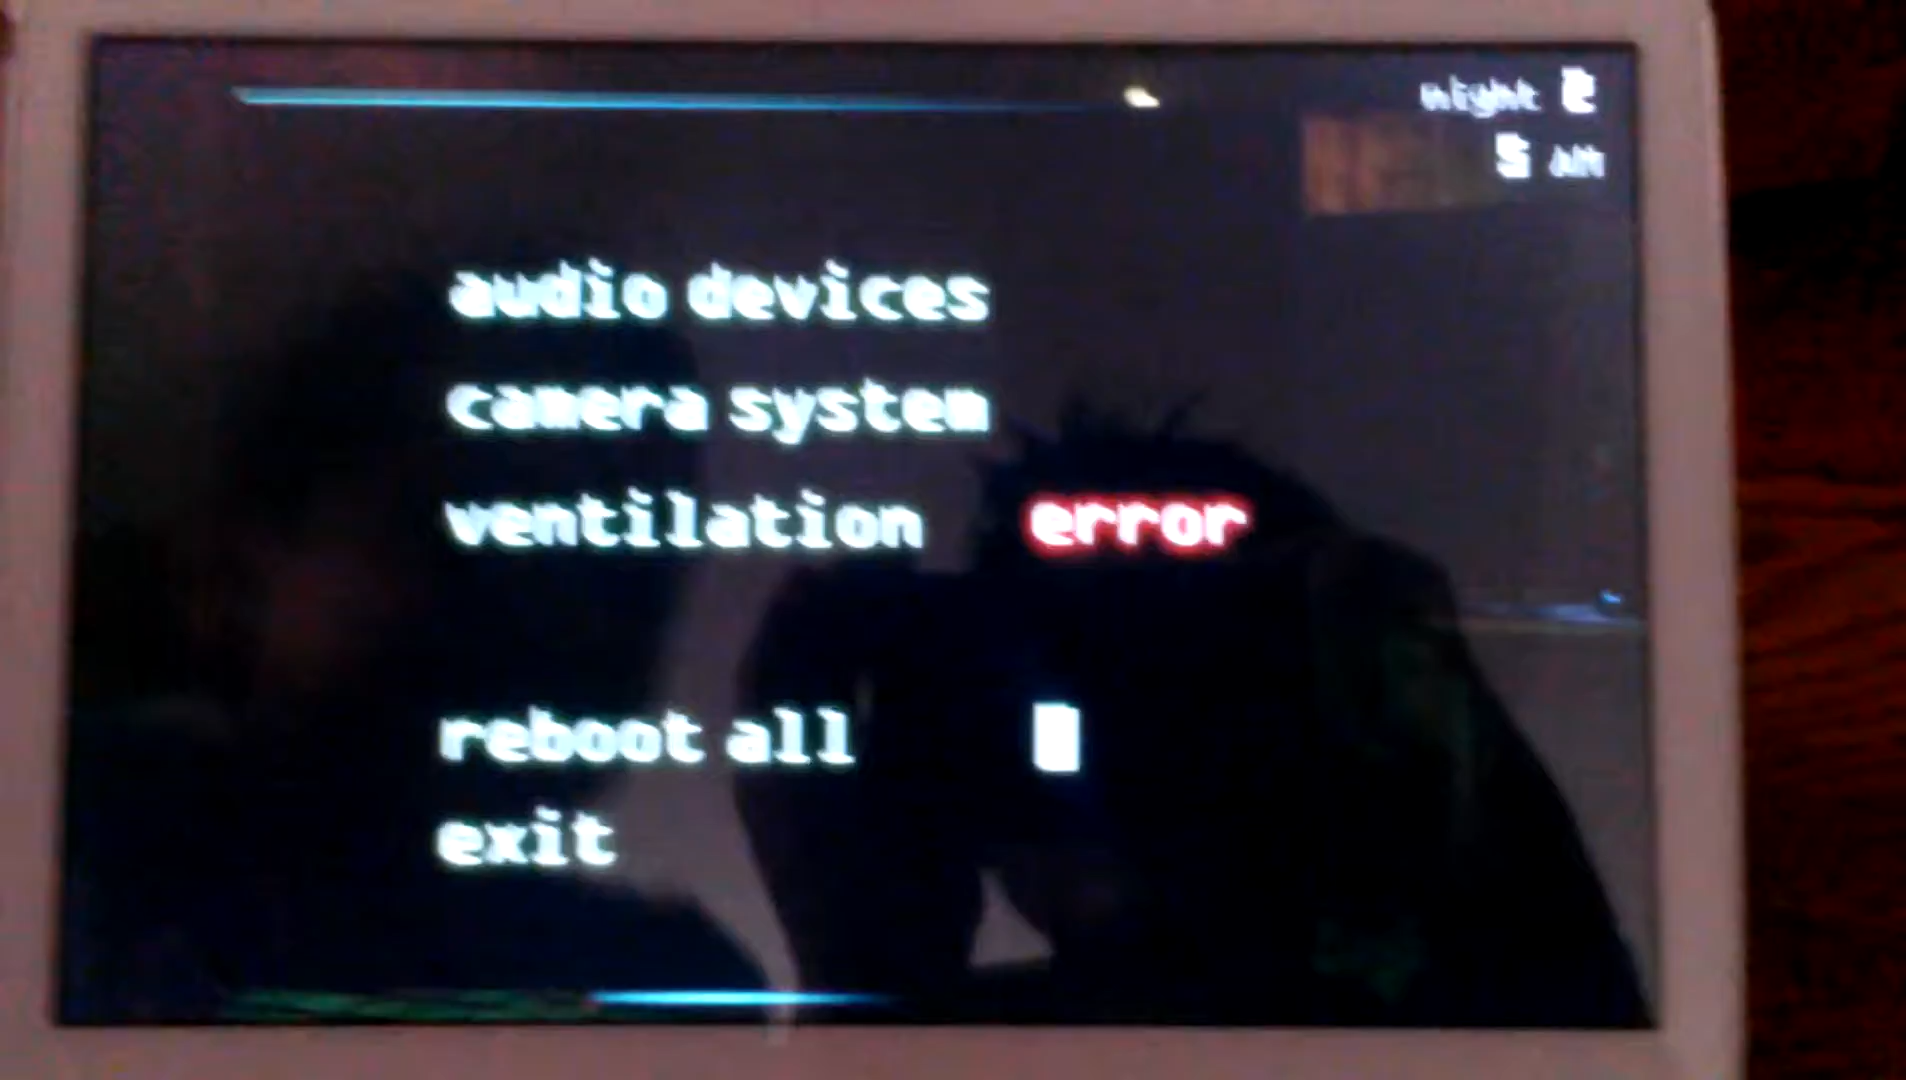 night 2
5 AM
audio devices
camera system
ventilation error
reboot all
exit